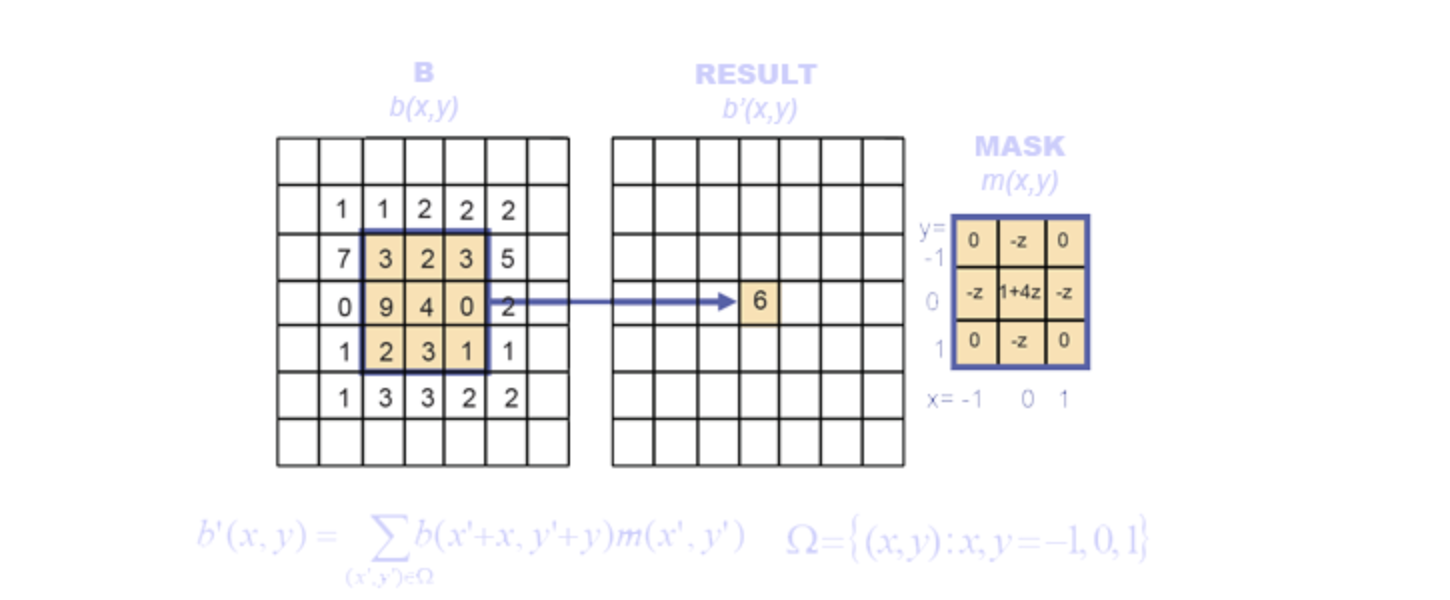 B
b(x,y)
1 1 2 2 2
7 3 2 3 5
0 9 4 0 2
1 2 3 1 1
1 3 3 2 2
RESULT
b'(x,y)
6
MASK
m(x,y)
y=
-1 0 -z 0
0 -z 1+4z -z
1 0 -z 0
x= -1 0 1
b'(x, y) = ∑ b(x'+x, y'+y)m(x', y')
(x',y')∈Ω
Ω={(x,y):x,y=−1,0,1}